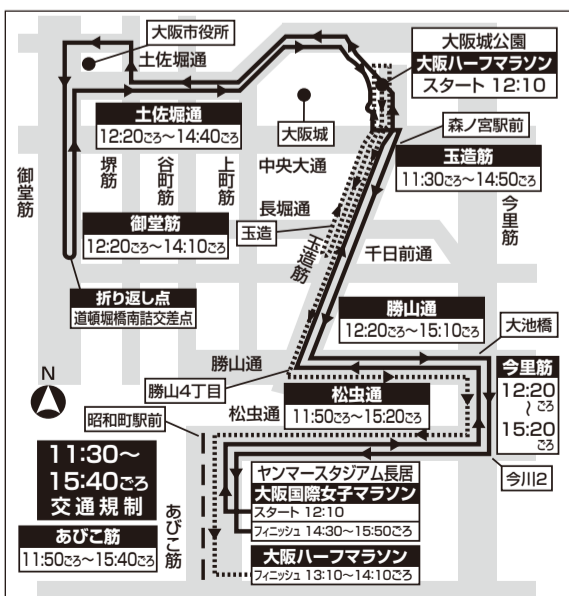 大阪市役所
土佐堀通
大阪城公園
大阪ハーフマラソン
スタート 12:10
大阪城
森ノ宮駅前
土佐堀通
12:20ごろ～14:40ごろ
玉造筋
11:30～14:50ごろ
御堂筋
堺筋
谷町筋
上町筋
中央大通
長堀通
玉造
玉造筋
今里筋
御堂筋
12:20ごろ～14:10ごろ
千日前通
折り返し点
道頓堀橋南詰交差点
勝山通
12:20ごろ～15:10ごろ
大池橋
N
勝山通
勝山4丁目
今里筋
12:20
ごろ
～
15:20
ごろ
松虫通
11:50ごろ～15:20ごろ
松虫通
昭和町駅前
11:30～
15:40ごろ
交通規制
あびこ筋
今川2
ヤンマースタジアム長居
大阪国際女子マラソン
スタート 12:10
フィニッシュ 14:30～15:50ごろ
あびこ筋
11:50ごろ～15:40ごろ
大阪ハーフマラソン
フィニッシュ 13:10～14:10ごろ